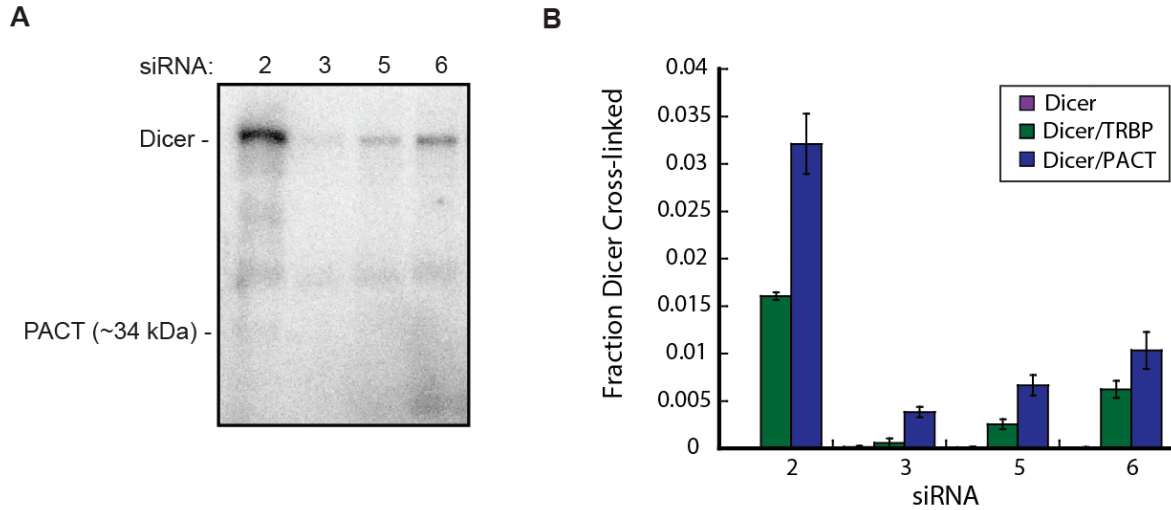 A
siRNA: 2 3 5 6
Dicer -
PACT (~34 kDa) -
B
Fraction Dicer Cross-linked
0.04
0.035
0.03
0.025
0.02
0.015
0.01
0.005
0
Dicer
Dicer/TRBP
Dicer/PACT
2 3 5 6
siRNA